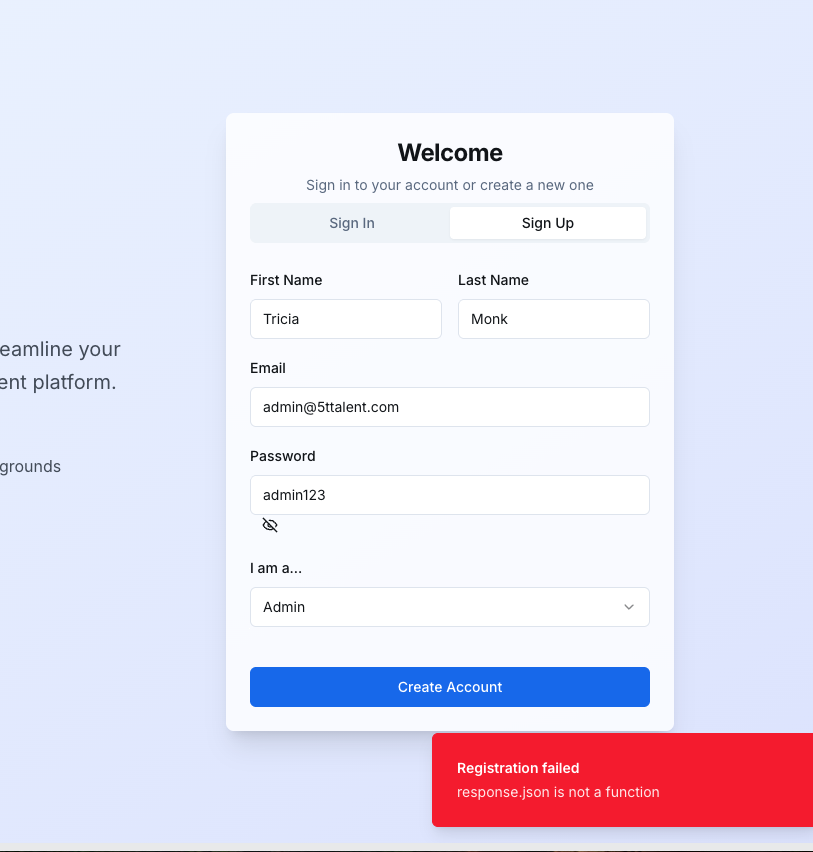 Welcome
Sign in to your account or create a new one
Sign In
Sign Up
First Name
Last Name
Tricia
Monk
Email
admin@5ttalent.com
eamline your
ent platform.
Password
grounds
admin123
I am a...
Admin
Create Account
Registration failed
response.json is not a function